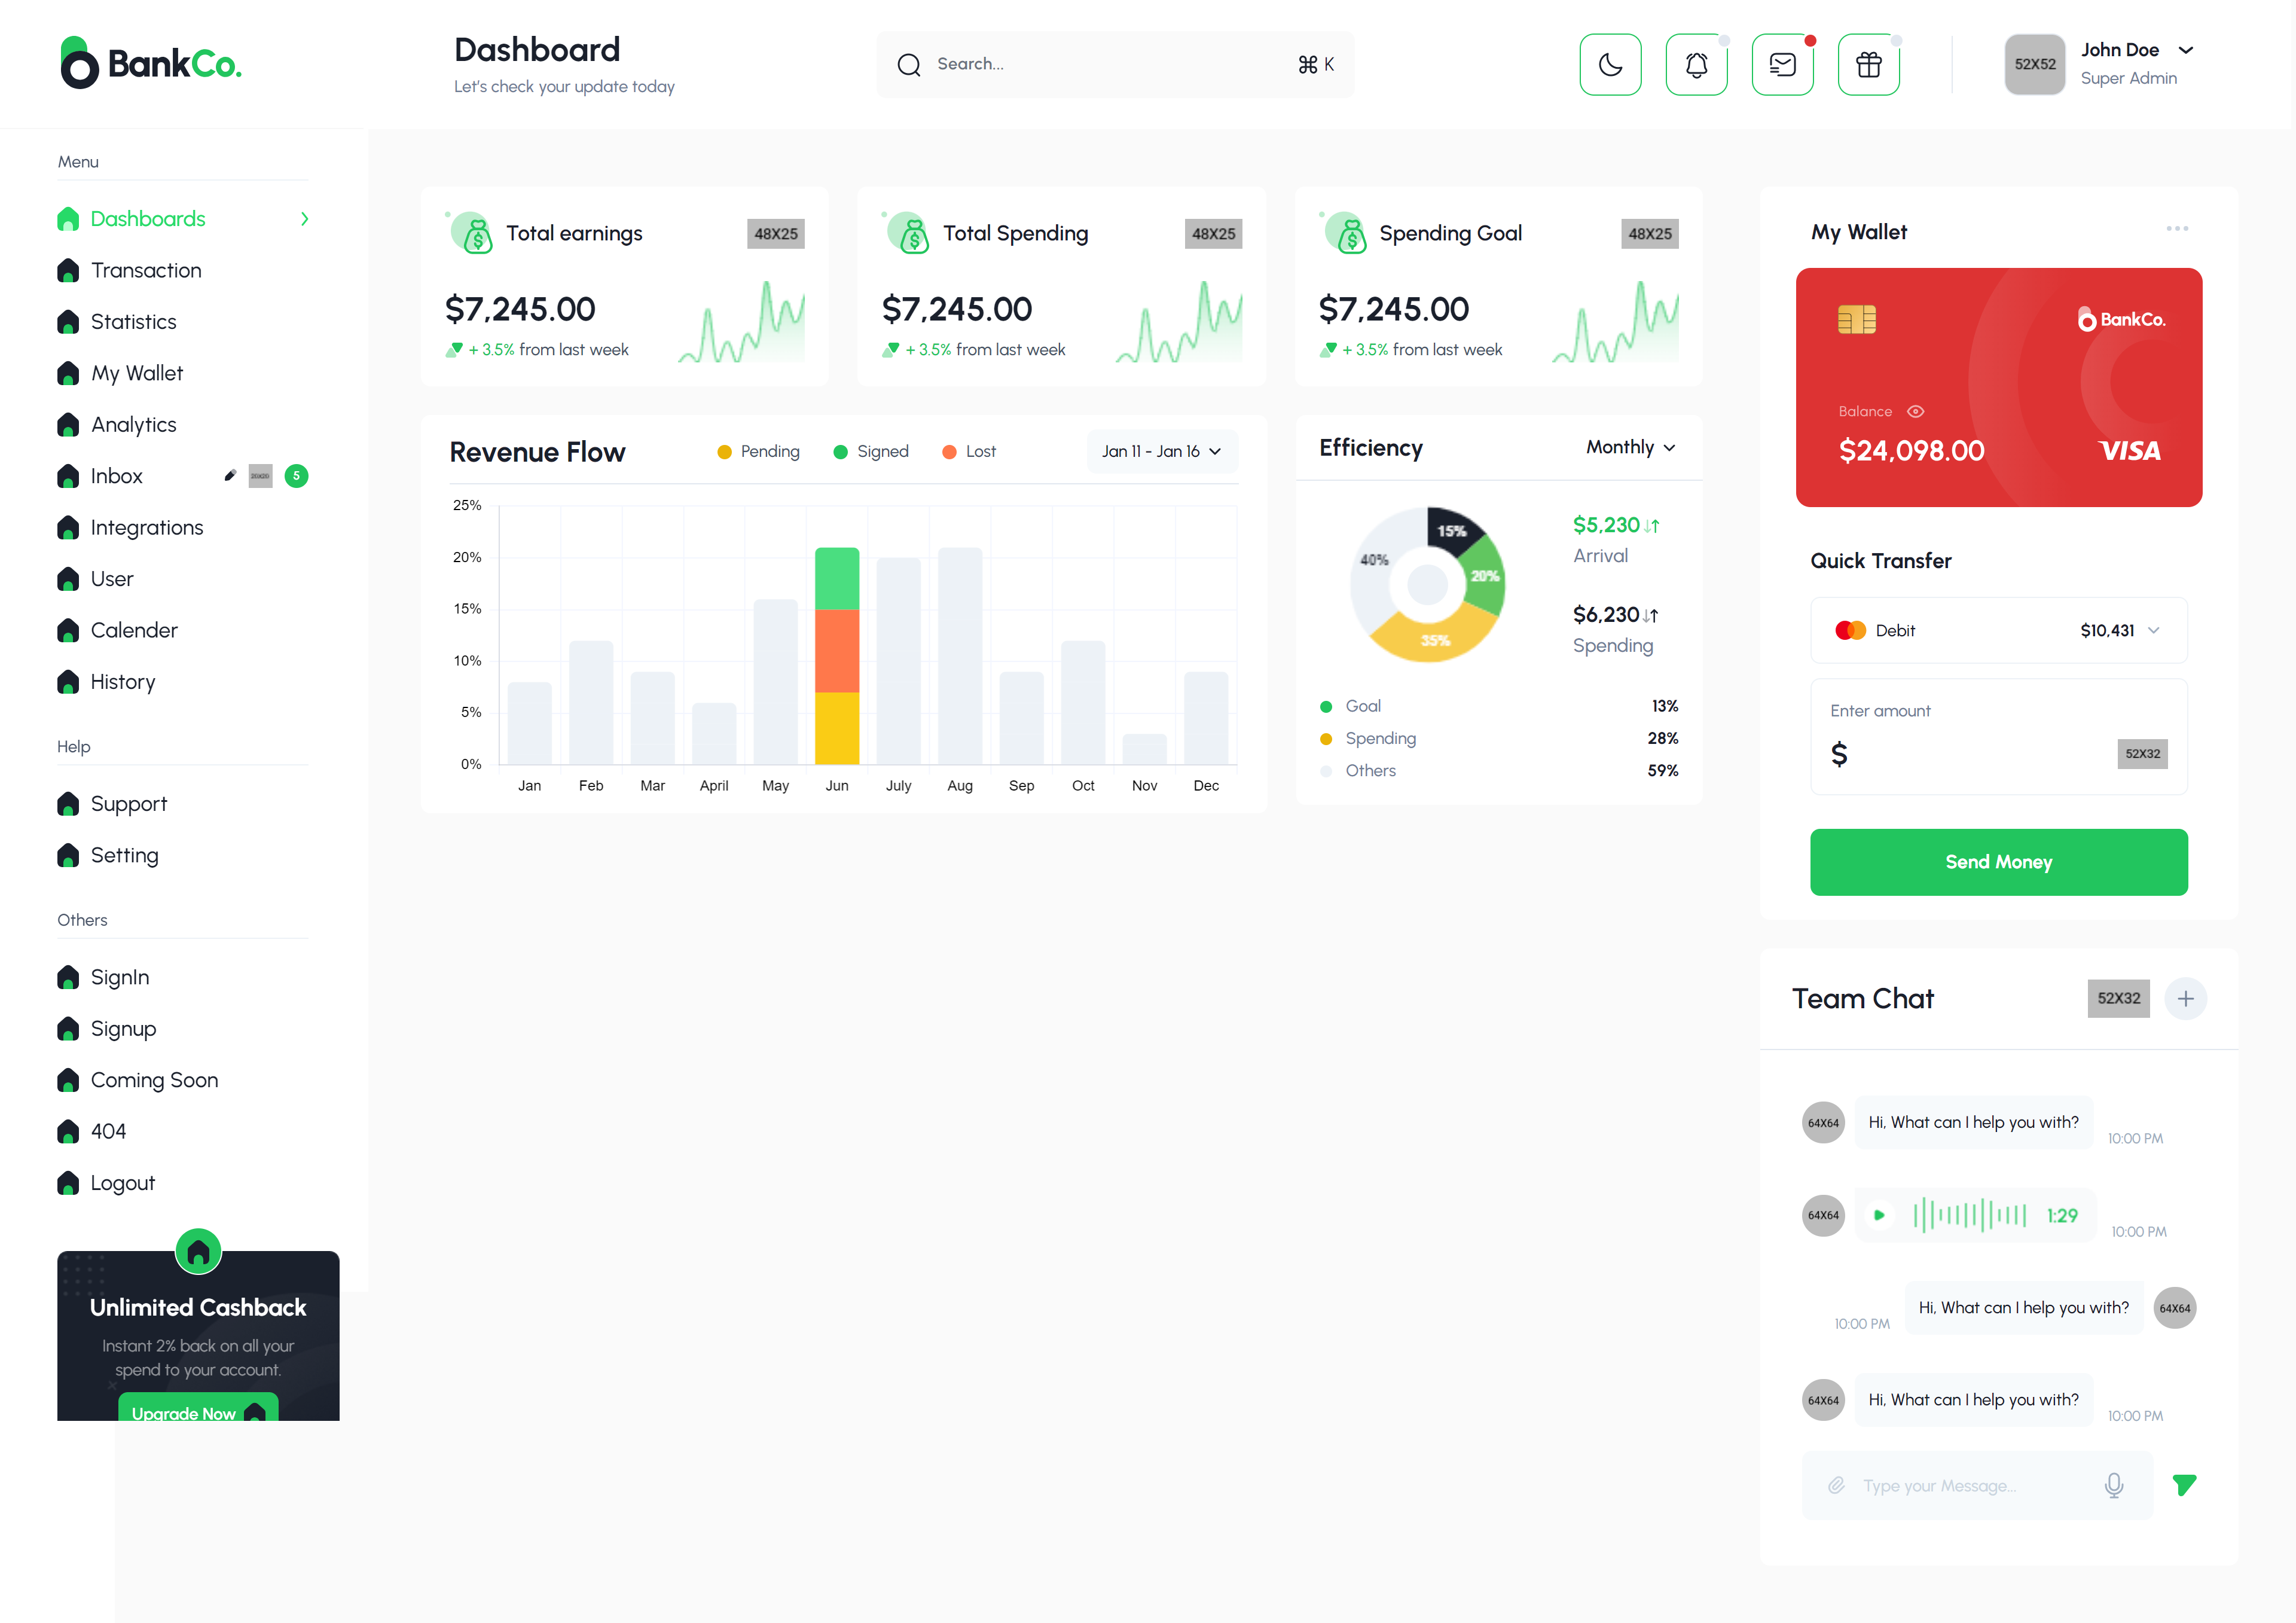 BankCo.
Dashboard
Let's check your update today
Search...
⌘ K
52X52
John Doe
Super Admin
Menu
Dashboards
Transaction
Statistics
My Wallet
Analytics
Inbox
20X20
5
Integrations
User
Calender
History
Help
Support
Setting
Others
SignIn
Signup
Coming Soon
404
Logout
Unlimited Cashback
Instant 2% back on all your
spend to your account.
Upgrade Now
Total earnings
48X25
$7,245.00
+ 3.5% from last week
Total Spending
48X25
$7,245.00
+ 3.5% from last week
Spending Goal
48X25
$7,245.00
+ 3.5% from last week
Revenue Flow
Pending
Signed
Lost
Jan 11 - Jan 16
25%
20%
15%
10%
5%
0%
Jan
Feb
Mar
April
May
Jun
July
Aug
Sep
Oct
Nov
Dec
Efficiency
Monthly
15%
20%
35%
40%
$5,230
Arrival
$6,230
Spending
Goal 13%
Spending 28%
Others 59%
My Wallet
BankCo.
Balance
$24,098.00
VISA
Quick Transfer
Debit
$10,431
Enter amount
$
52X32
Send Money
Team Chat
52X32
64X64
Hi, What can I help you with?
10:00 PM
64X64
1:29
10:00 PM
10:00 PM
Hi, What can I help you with?
64X64
64X64
Hi, What can I help you with?
10:00 PM
Type your Message...